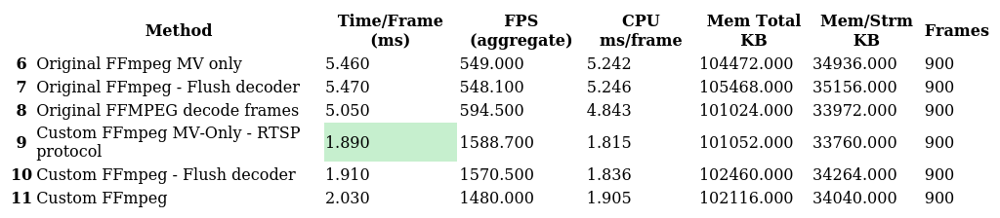 Method Time/Frame (ms) FPS (aggregate) CPU ms/frame Mem Total KB Mem/Strm KB Frames
6 Original FFmpeg MV only 5.460 549.000 5.242 104472.000 34936.000 900
7 Original FFmpeg - Flush decoder 5.470 548.100 5.246 105468.000 35156.000 900
8 Original FFMPEG decode frames 5.050 594.500 4.843 101024.000 33972.000 900
9 Custom FFmpeg MV-Only - RTSP protocol 1.890 1588.700 1.815 101052.000 33760.000 900
10 Custom FFmpeg - Flush decoder 1.910 1570.500 1.836 102460.000 34264.000 900
11 Custom FFmpeg 2.030 1480.000 1.905 102116.000 34040.000 900